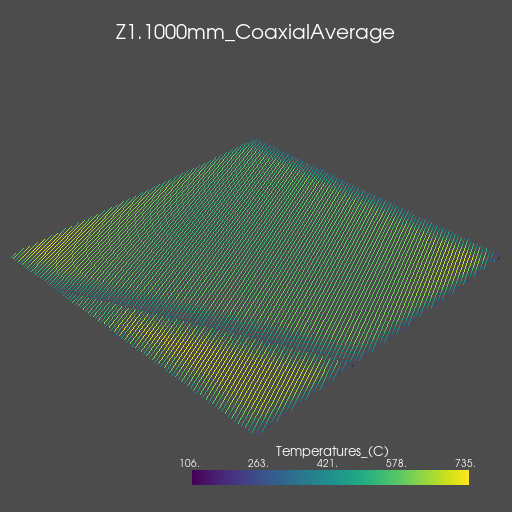 Z1.1000mm_CoaxialAverage
Temperatures_(C)
106. 263. 421. 578. 735.